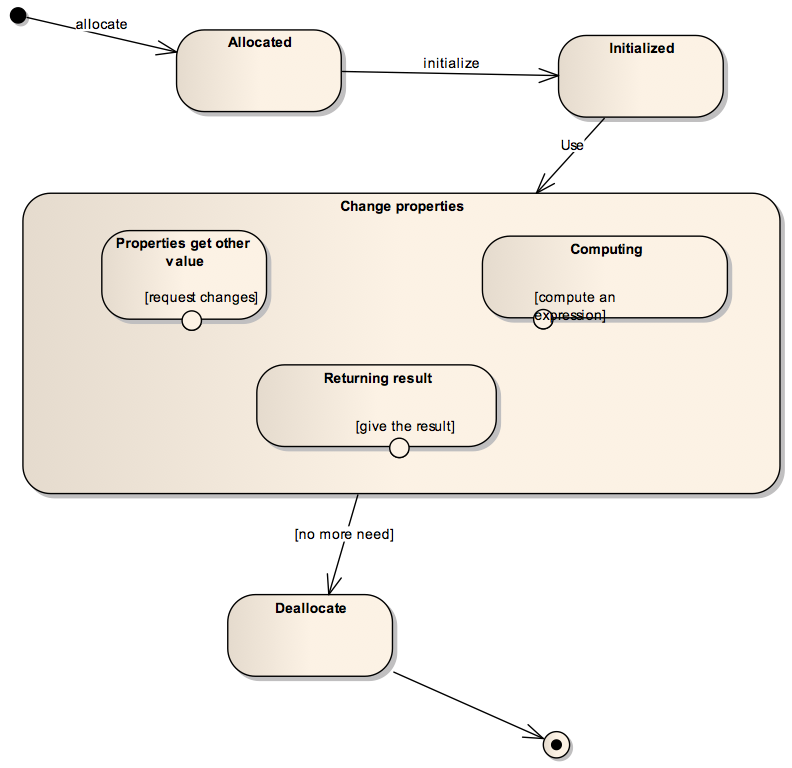 allocate
Allocated
initialize
Initialized
Use
Change properties
Properties get other
value
[request changes]
Computing
[compute an
expression]
Returning result
[give the result]
[no more need]
Deallocate